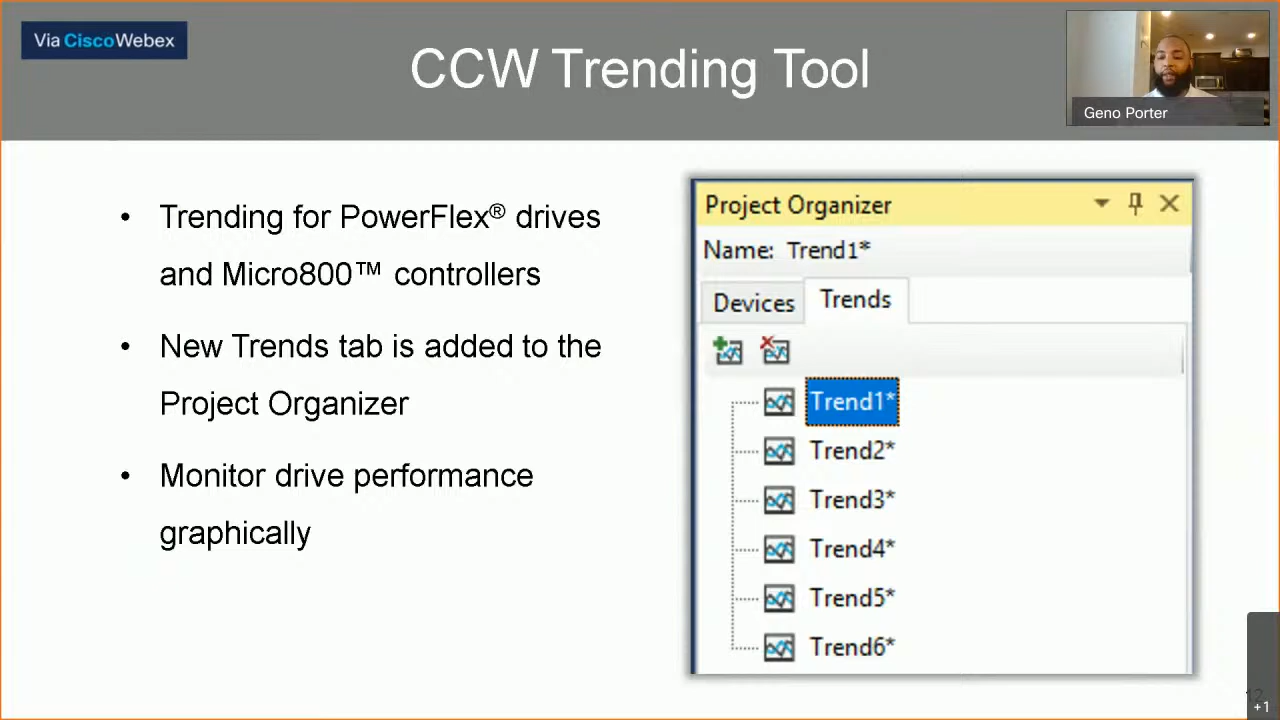 Via CiscoWebex
CCW Trending Tool
Geno Porter
• Trending for PowerFlex® drives
and Micro800™ controllers
• New Trends tab is added to the
Project Organizer
• Monitor drive performance
graphically
Project Organizer
Name: Trend1*
Devices Trends
Trend1*
Trend2*
Trend3*
Trend4*
Trend5*
Trend6*
12
+1